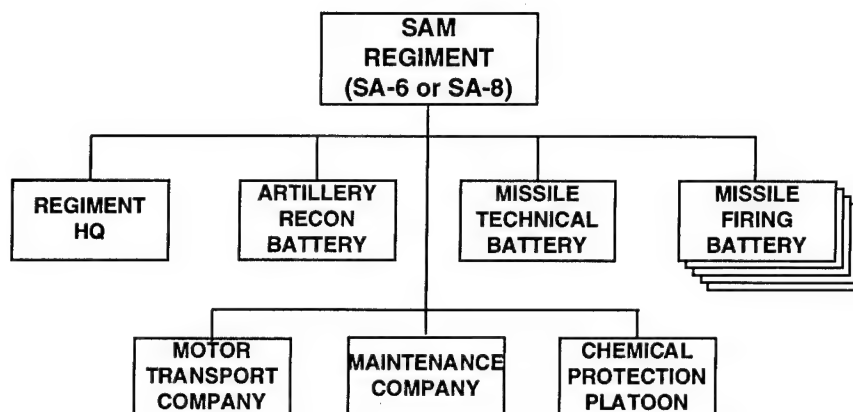 SAM
REGIMENT
(SA-6 or SA-8)
REGIMENT
HQ
ARTILLERY
RECON
BATTERY
MISSILE
TECHNICAL
BATTERY
MISSILE
FIRING
BATTERY
MOTOR
TRANSPORT
COMPANY
MAINTENANCE
COMPANY
CHEMICAL
PROTECTION
PLATOON